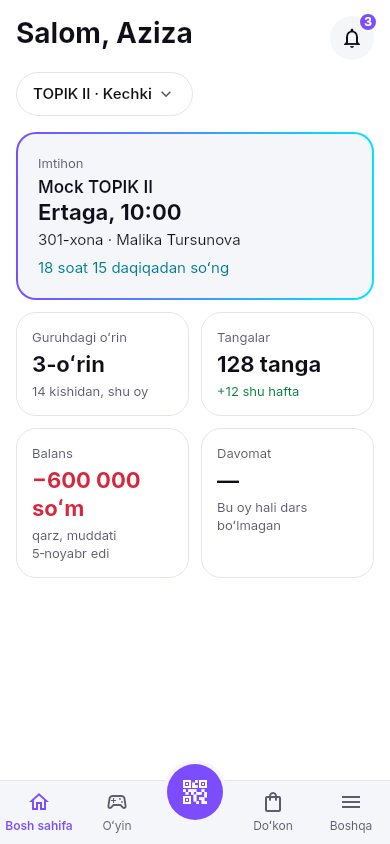 Salom, Aziza
3
TOPIK II · Kechki
Imtihon
Mock TOPIK II
Ertaga, 10:00
301-xona · Malika Tursunova
18 soat 15 daqiqadan soʻng
Guruhdagi oʻrin
3-oʻrin
14 kishidan, shu oy
Tangalar
128 tanga
+12 shu hafta
Balans
−600 000
soʻm
qarz, muddati
5-noyabr edi
Davomat
—
Bu oy hali dars
boʻlmagan
Bosh sahifa
Oʻyin
Doʻkon
Boshqa